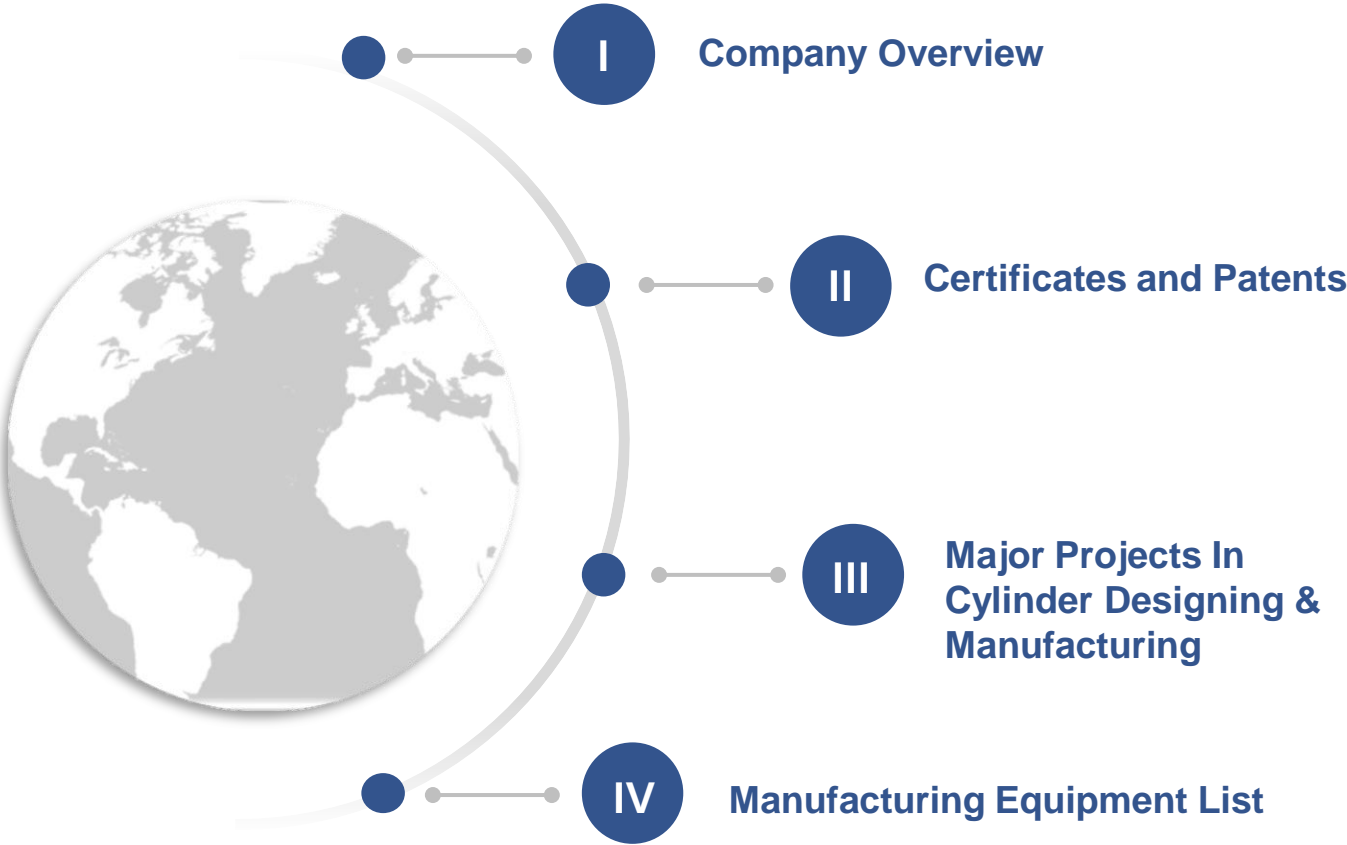 I
Company Overview
II
Certificates and Patents
III
Major Projects In
Cylinder Designing &
Manufacturing
IV
Manufacturing Equipment List